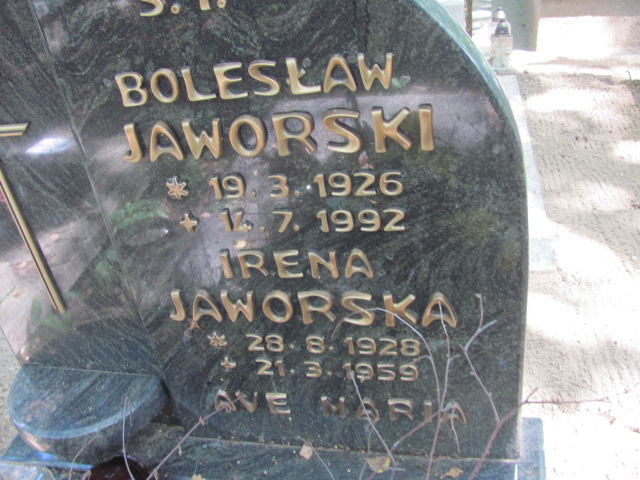 Ś. P.
BOLESŁAW
JAWORSKI
* 19. 3. 1926
+ 14. 7. 1992
IRENA
JAWORSKA
* 28. 8. 1928
+ 21. 3. 1959
AVE MARIA